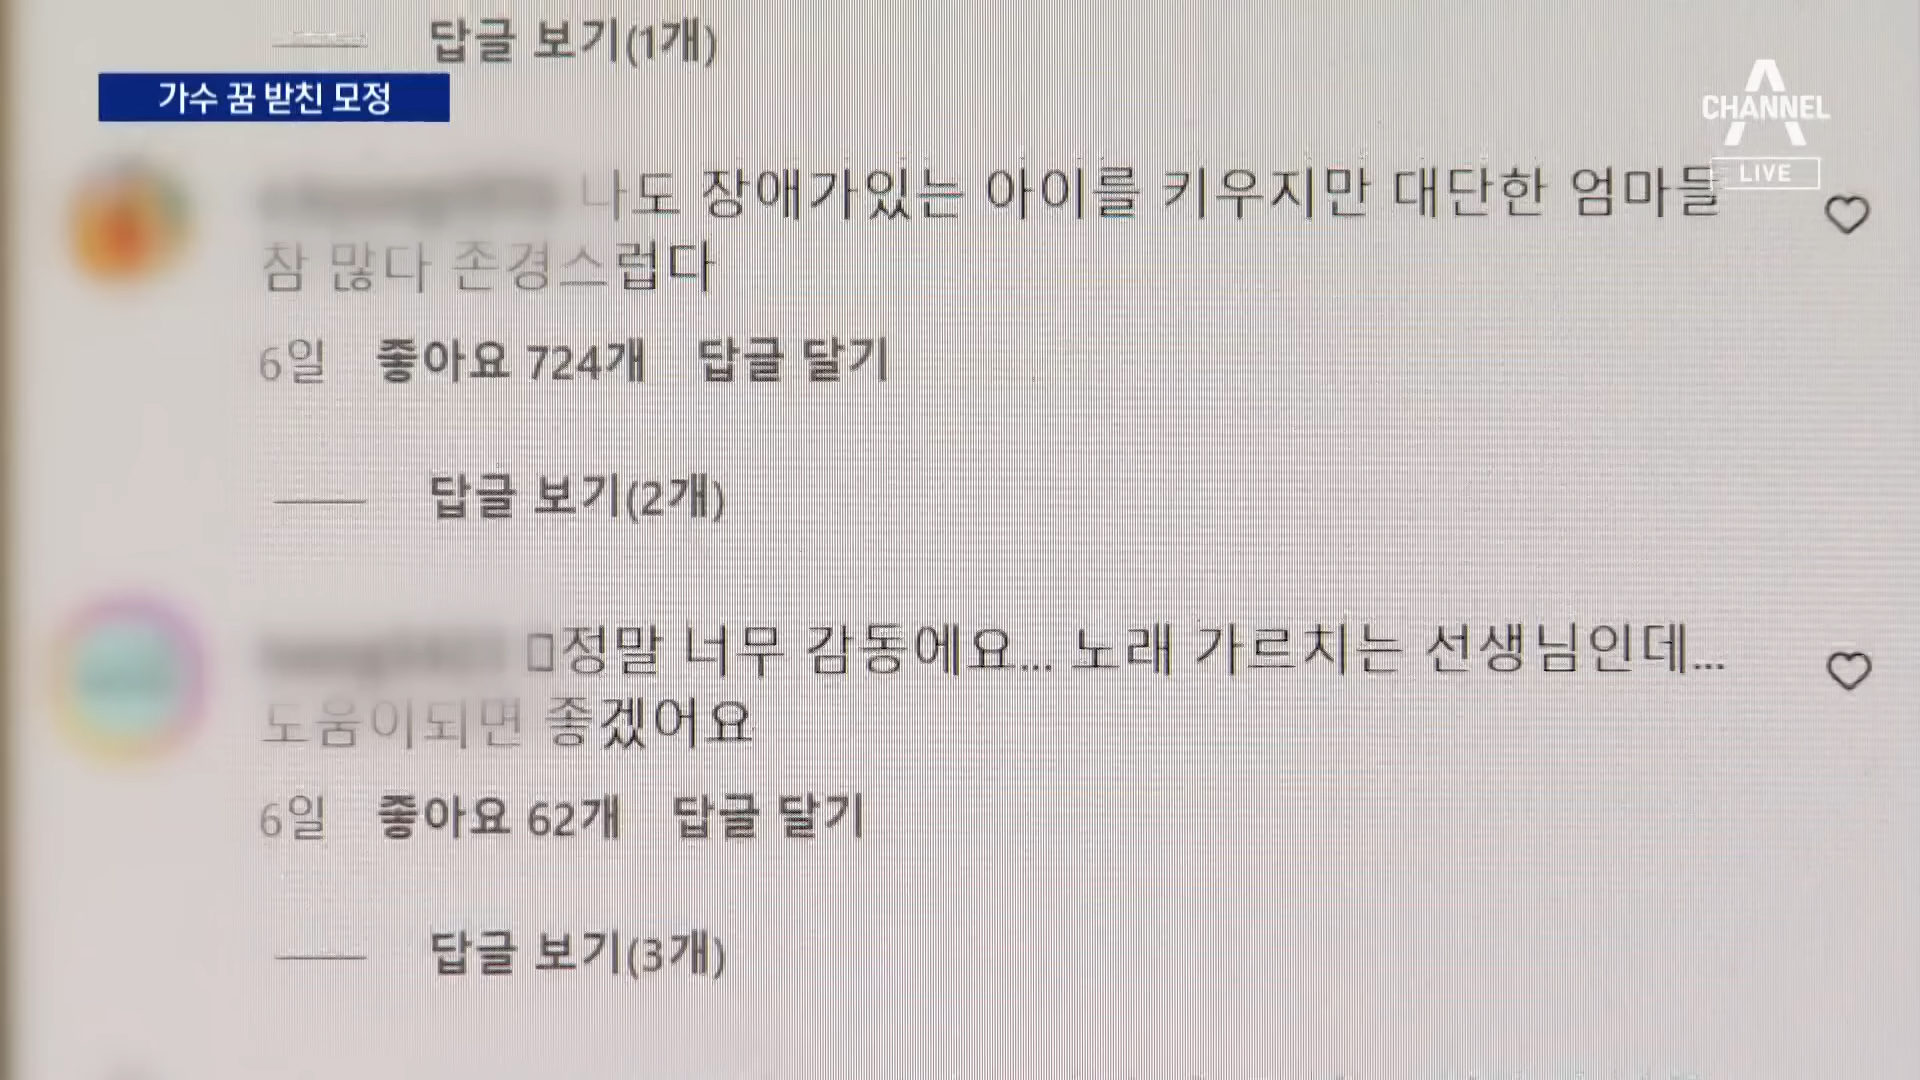 답글 보기(1개)
가수 꿈 받친 모정
CHANNEL A
LIVE
나도 장애가있는 아이를 키우지만 대단한 엄마들
참 많다 존경스럽다
6일 좋아요 724개 답글 달기
답글 보기(2개)
정말 너무 감동에요... 노래 가르치는 선생님인데...
도움이되면 좋겠어요
6일 좋아요 62개 답글 달기
답글 보기(3개)